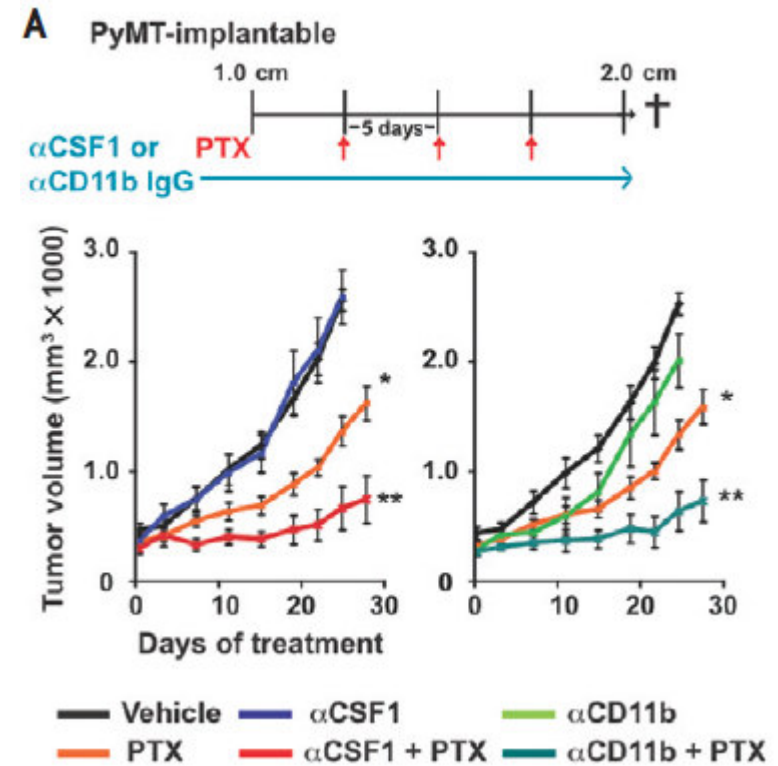 A PyMT-implantable
1.0 cm 2.0 cm
†
~5 days~
αCSF1 or PTX
αCD11b IgG
Tumor volume (mm³ X 1000)
3.0
2.0
1.0
0
0 10 20 30
*
**
Days of treatment
3.0
2.0
1.0
0
0 10 20 30
*
**
Vehicle αCSF1 αCD11b
PTX αCSF1 + PTX αCD11b + PTX